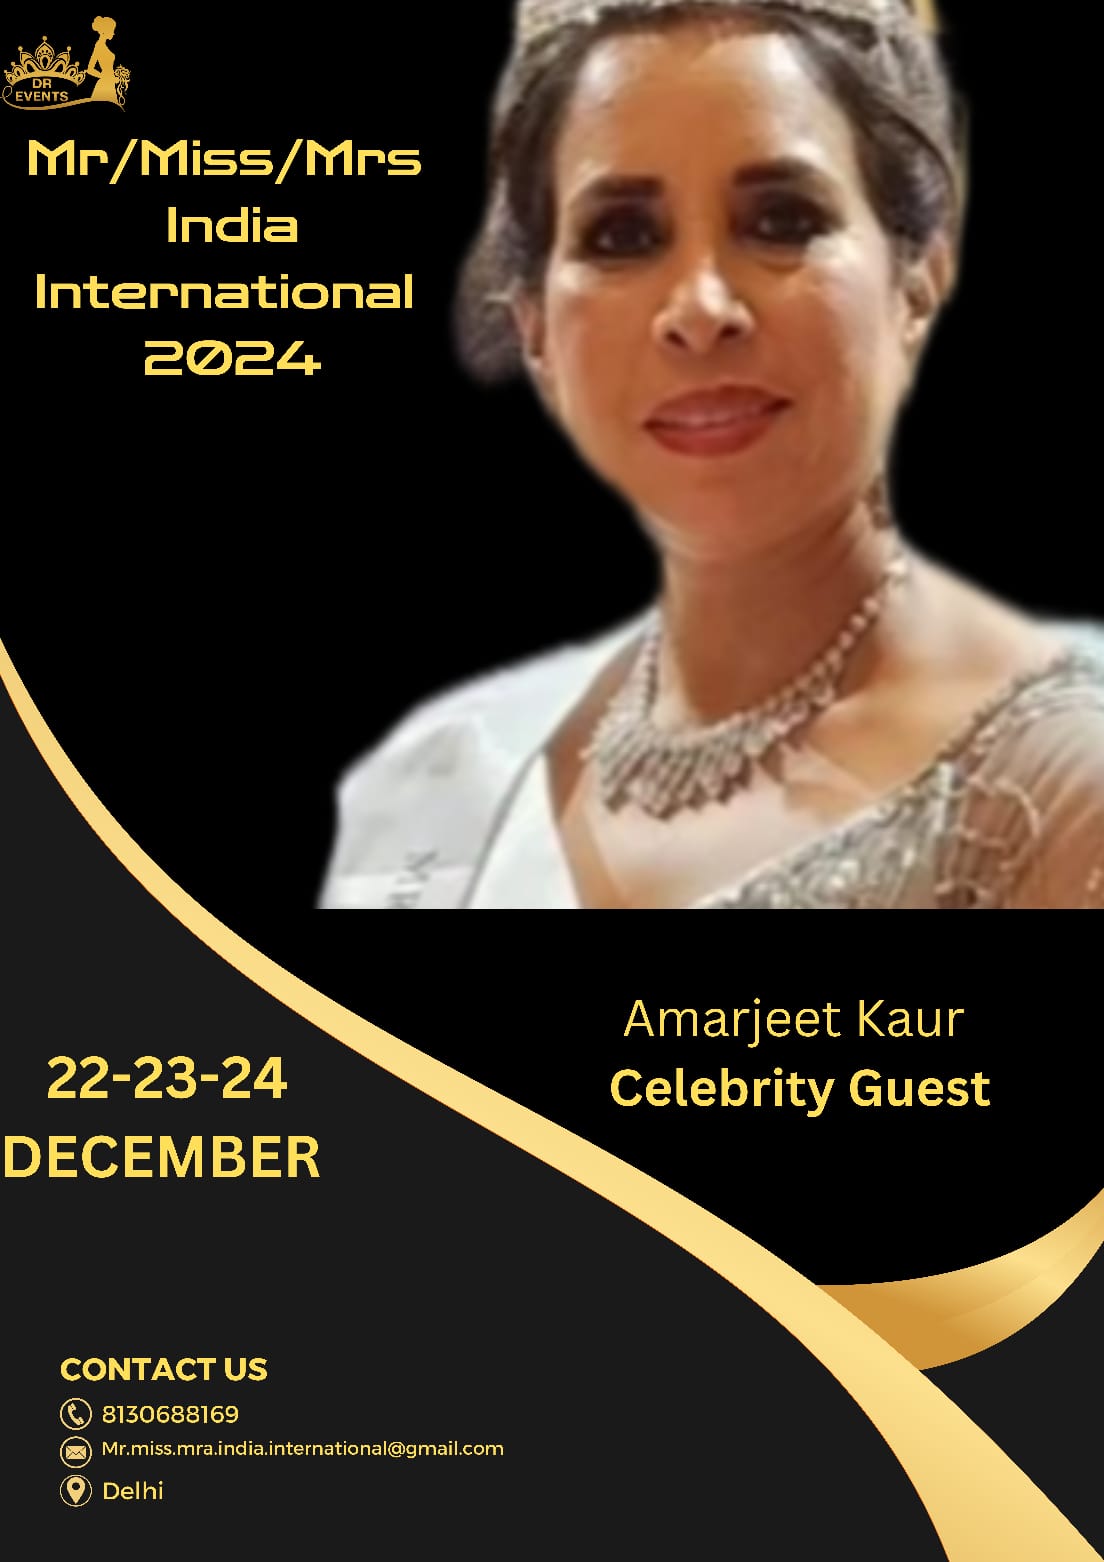 DR
EVENTS
Mr/Miss/Mrs
India
International
2024
Amarjeet Kaur
Celebrity Guest
22-23-24
DECEMBER
CONTACT US
8130688169
Mr.miss.mra.india.international@gmail.com
Delhi